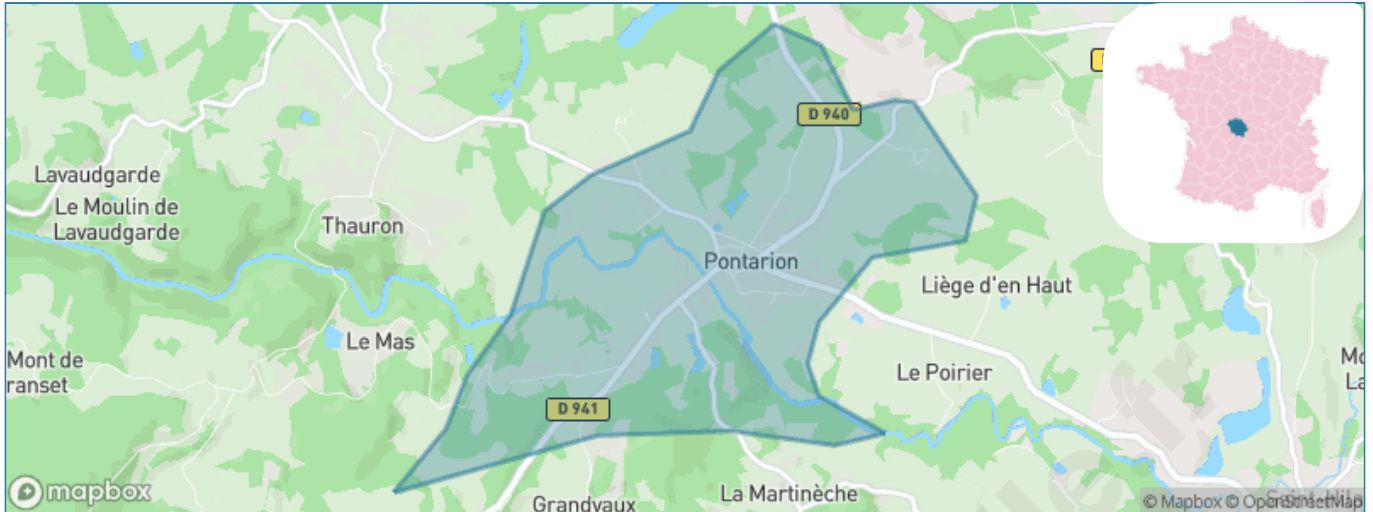 D 940
Lavaudgarde
Le Moulin de
Lavaudgarde
Thauron
Pontarion
Liège d'en Haut
Le Mas
Mont de
ranset
Le Poirier
D 941
La Martinèche
Grandvaux
mapbox
© Mapbox © OpenStreetMap